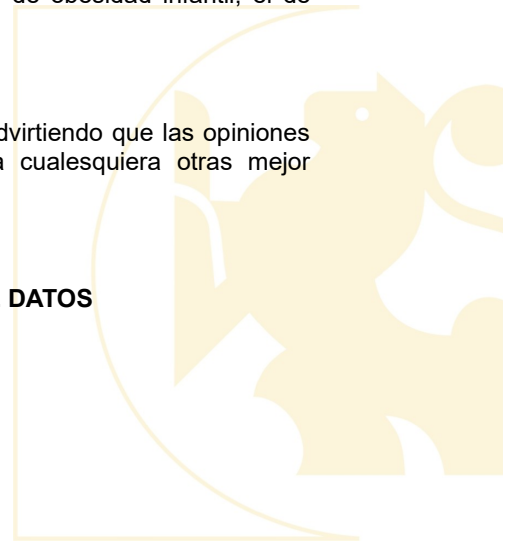 de obesidad infantil, el de
dvirtiendo que las opiniones
a cualesquiera otras mejor
DATOS